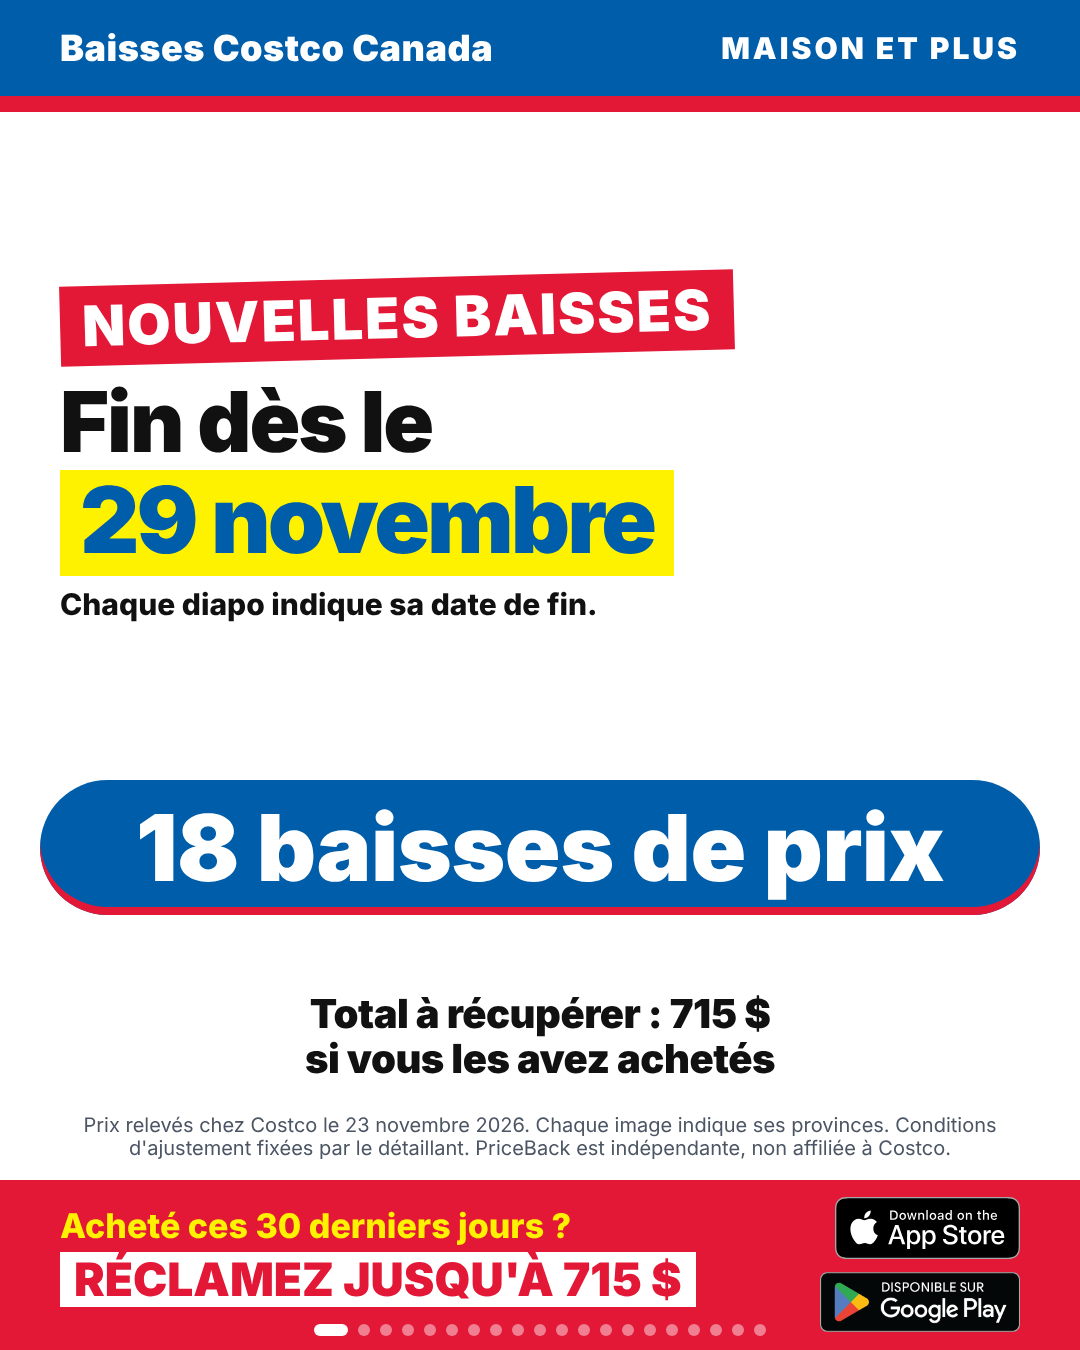 Baisses Costco Canada
MAISON ET PLUS
NOUVELLES BAISSES
Fin dès le
29 novembre
Chaque diapo indique sa date de fin.
18 baisses de prix
Total à récupérer : 715 $
si vous les avez achetés
Prix relevés chez Costco le 23 novembre 2026. Chaque image indique ses provinces. Conditions
d'ajustement fixées par le détaillant. PriceBack est indépendante, non affiliée à Costco.
Acheté ces 30 derniers jours ?
RÉCLAMEZ JUSQU'À 715 $
Download on the
App Store
DISPONIBLE SUR
Google Play